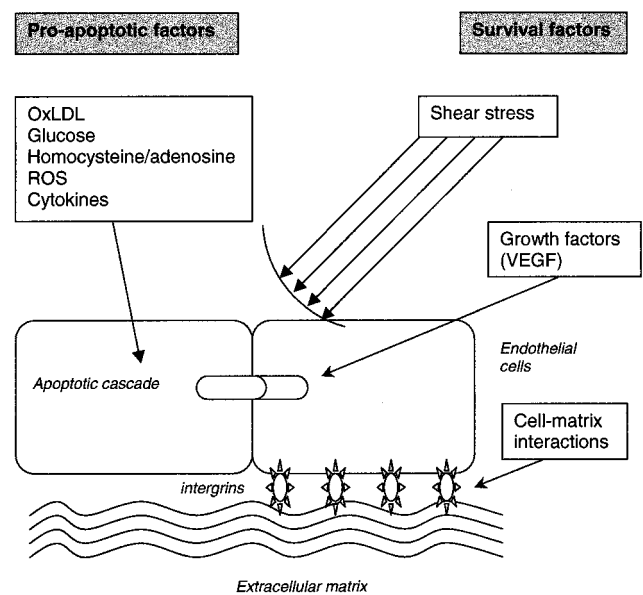 Pro-apoptotic factors
Survival factors
OxLDL
Glucose
Homocysteine/adenosine
ROS
Cytokines
Shear stress
Growth factors
(VEGF)
Endothelial
cells
Apoptotic cascade
Cell-matrix
interactions
intergrins
Extracellular matrix